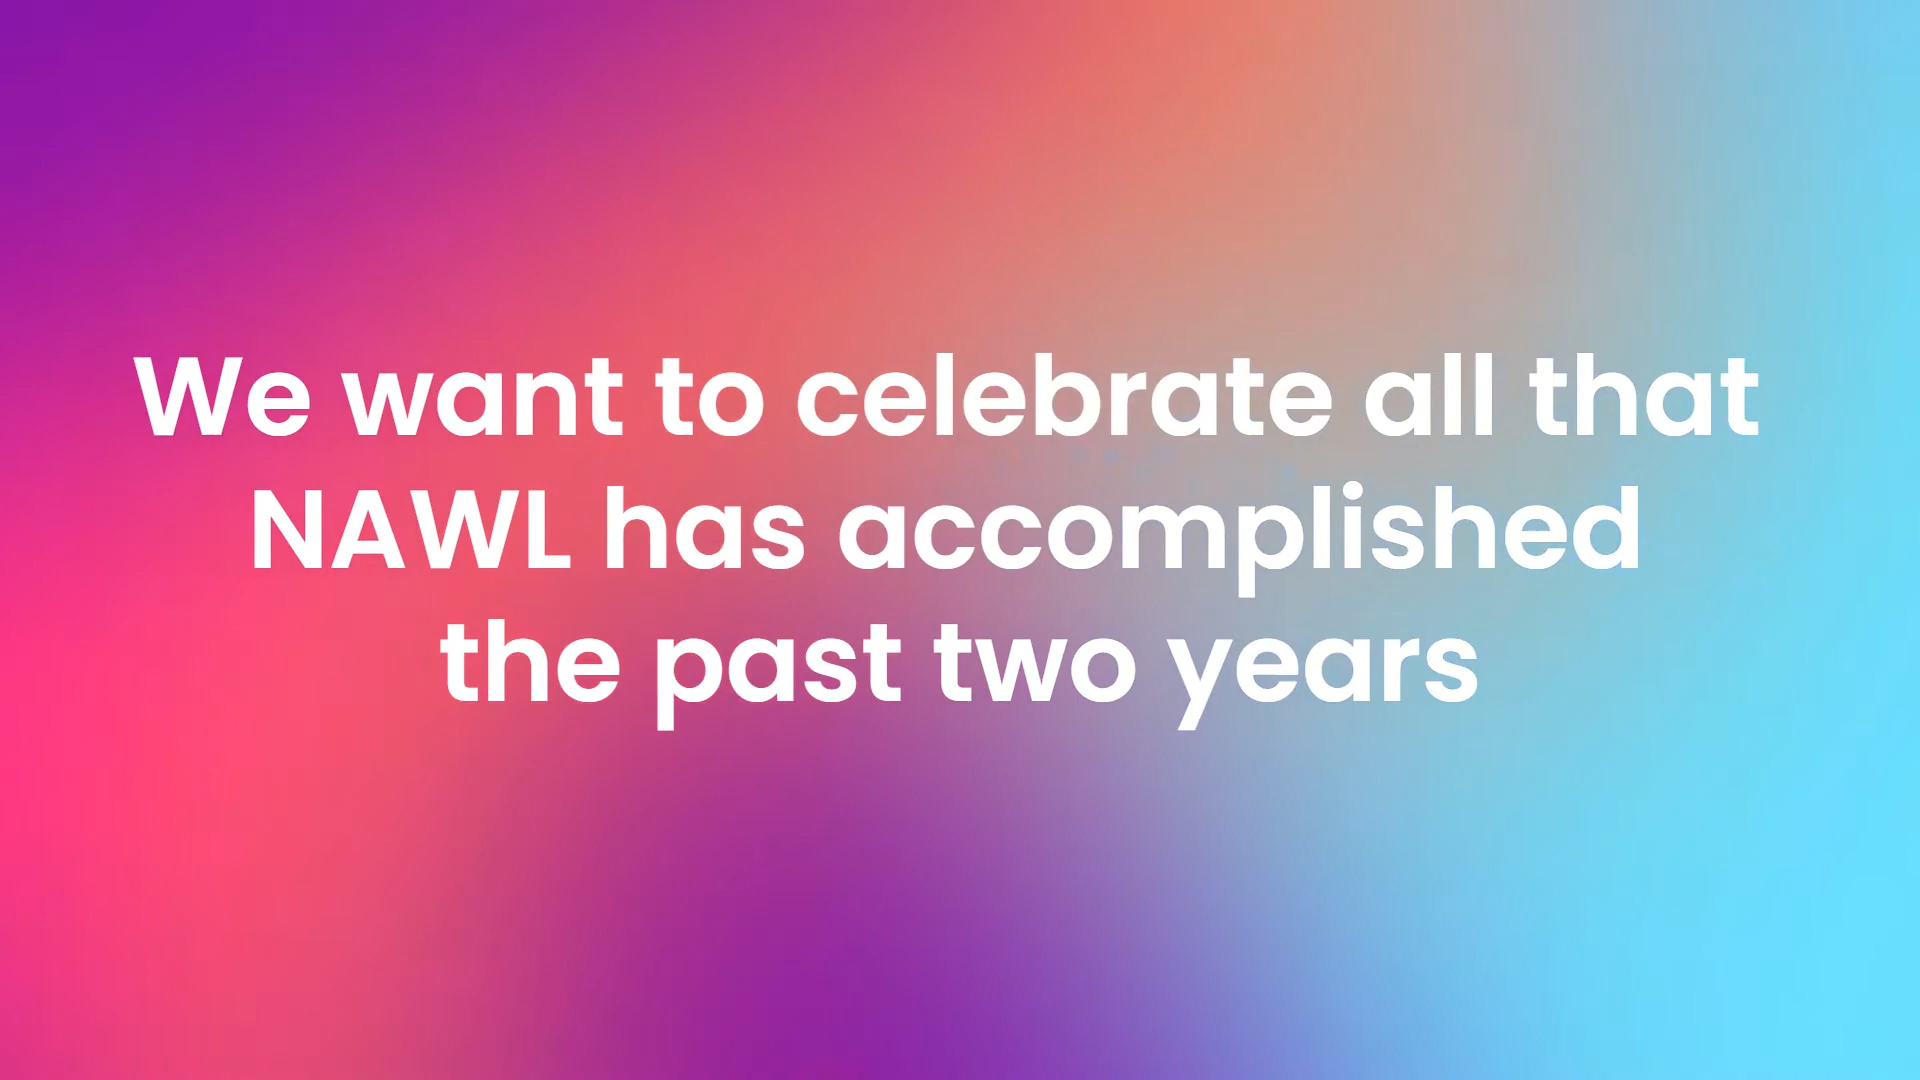 We want to celebrate all that
NAWL has accomplished
the past two years